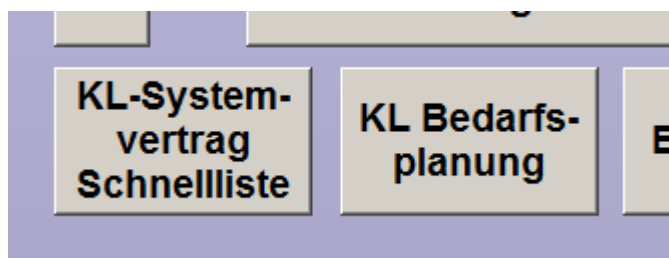 KL-System-
vertrag
Schnellliste
KL Bedarfs-
planung